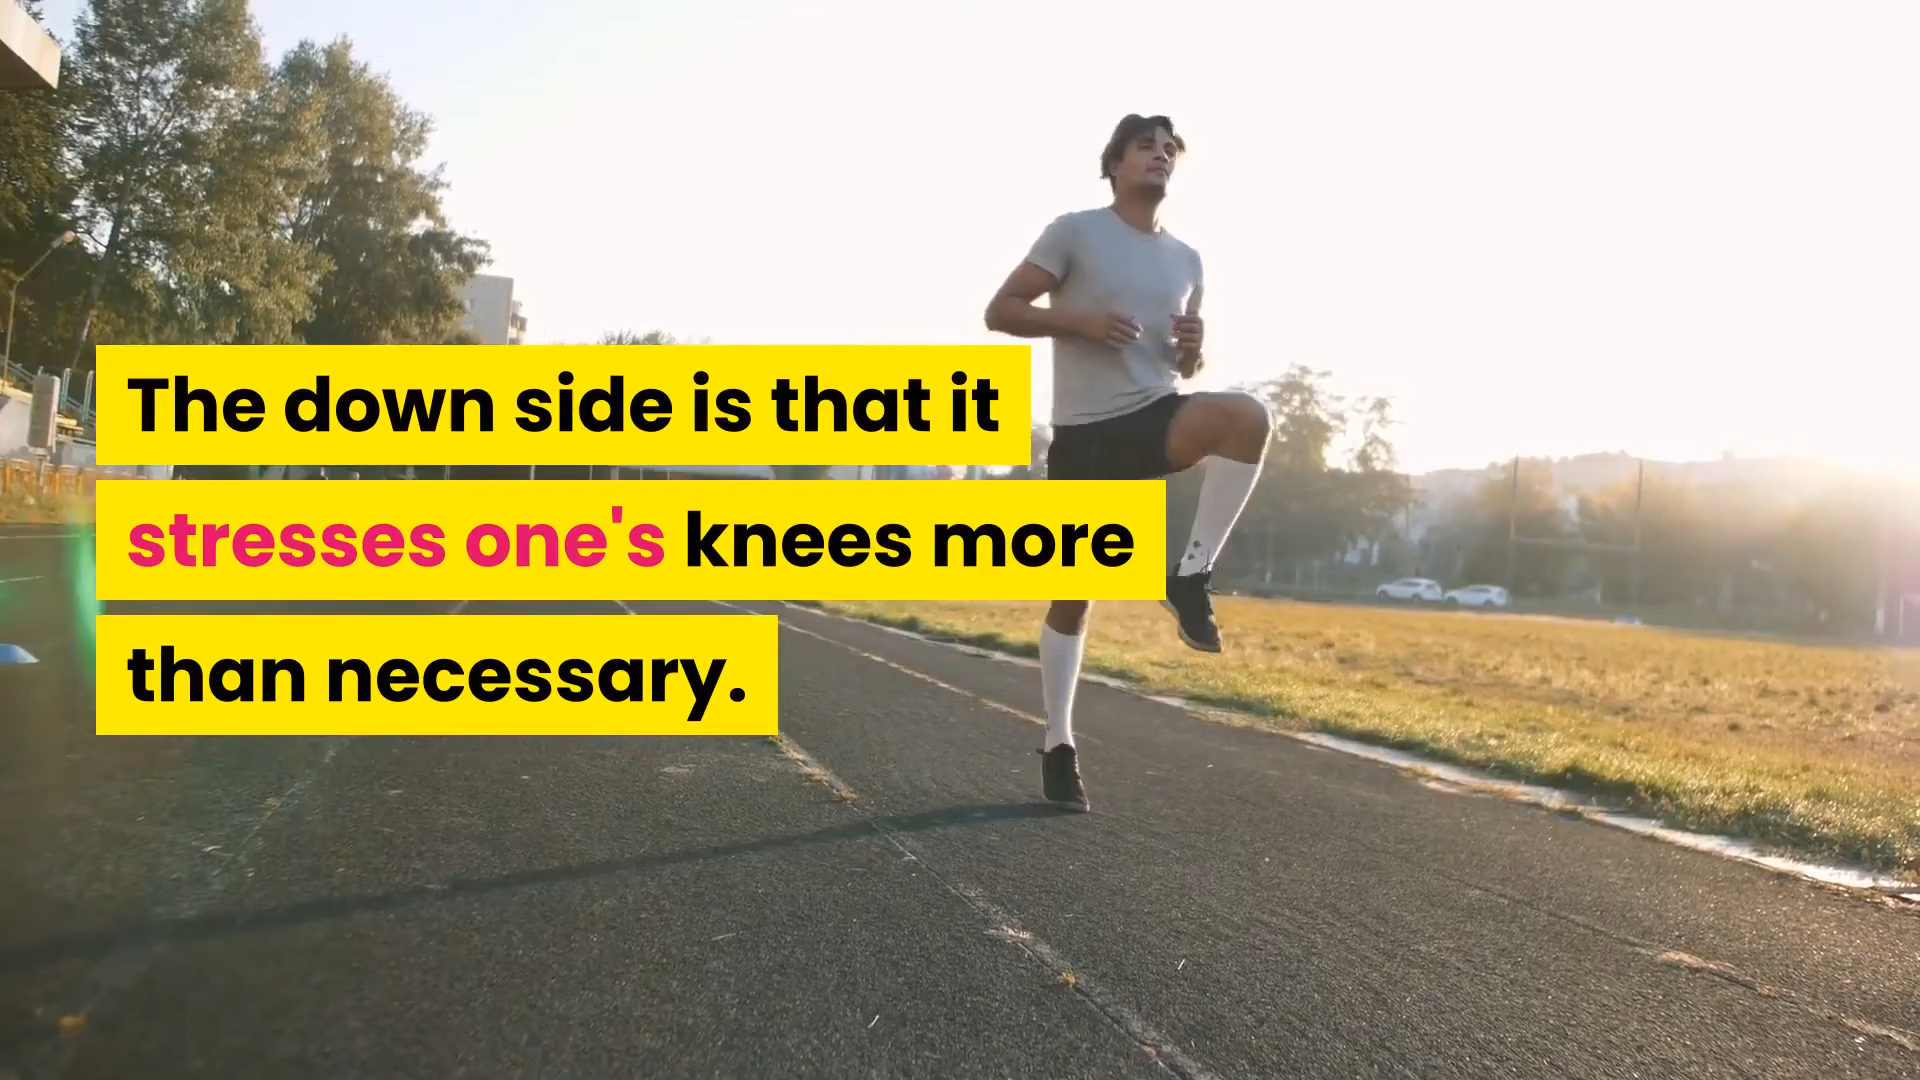 The down side is that it
stresses one's knees more
than necessary.